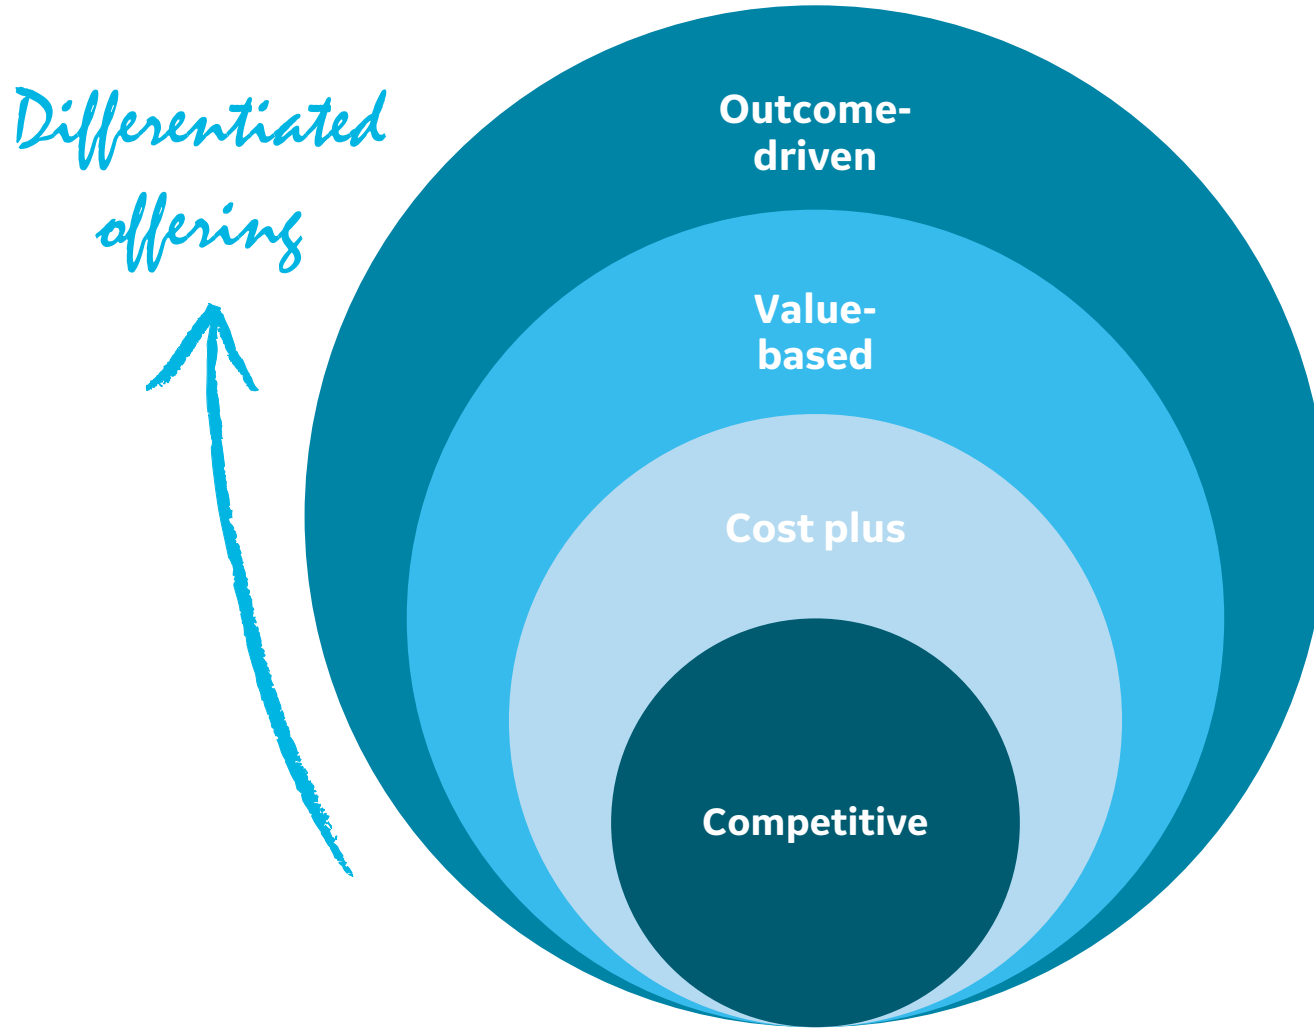 Differentiated
offering
Outcome-
driven
Value-
based
Cost plus
Competitive